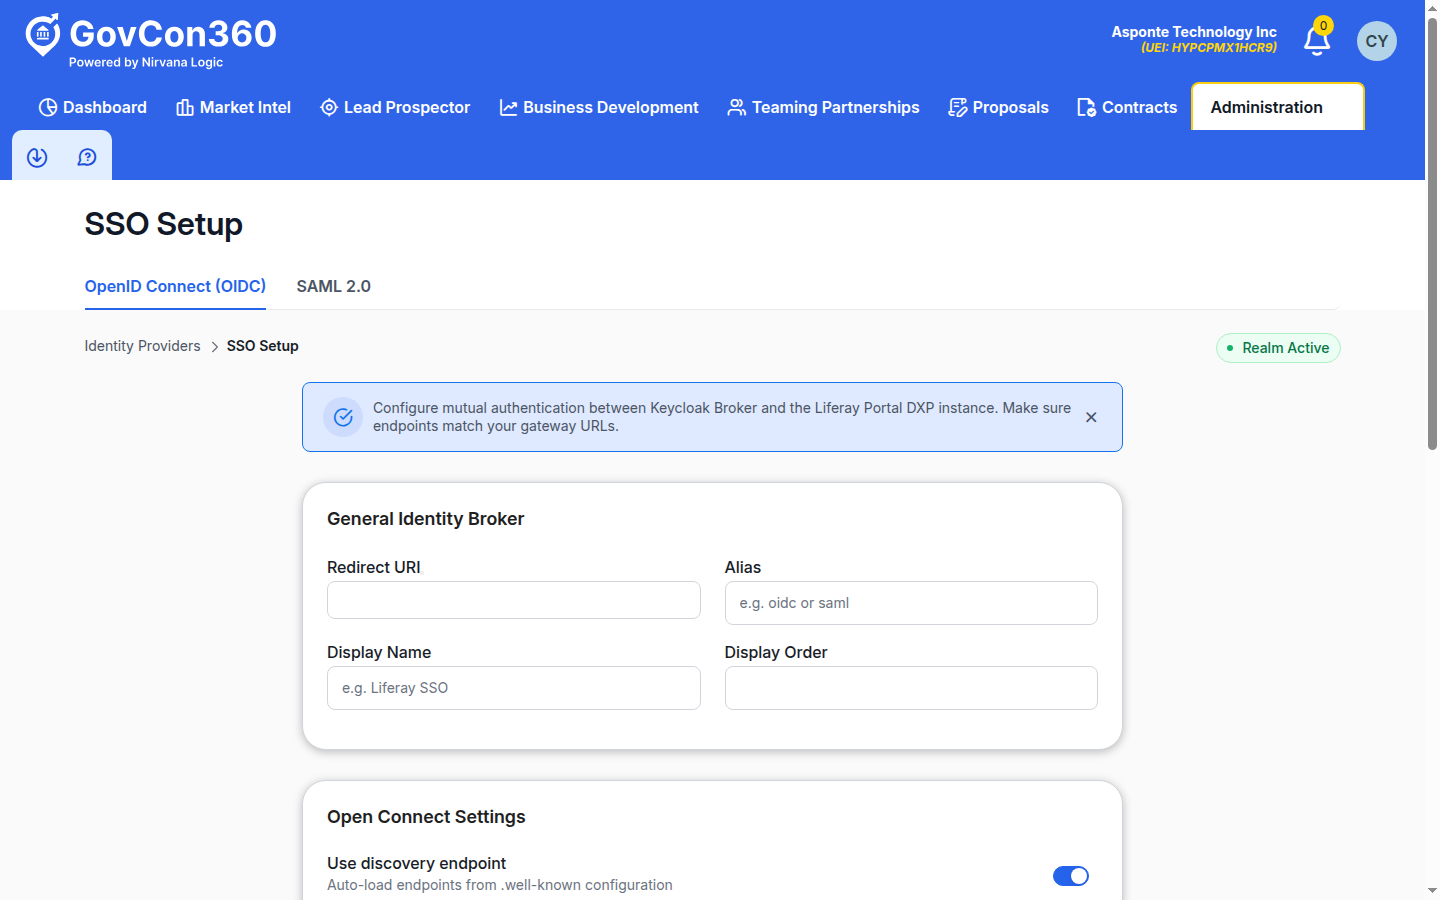 GovCon360
Powered by Nirvana Logic
Asponte Technology Inc
(UEI: HYPCPMX1HCR9)
0
CY
Dashboard
Market Intel
Lead Prospector
Business Development
Teaming Partnerships
Proposals
Contracts
Administration
SSO Setup
OpenID Connect (OIDC)
SAML 2.0
Identity Providers
SSO Setup
Realm Active
Configure mutual authentication between Keycloak Broker and the Liferay Portal DXP instance. Make sure
endpoints match your gateway URLs.
General Identity Broker
Redirect URI
Alias
e.g. oidc or saml
Display Name
Display Order
e.g. Liferay SSO
Open Connect Settings
Use discovery endpoint
Auto-load endpoints from .well-known configuration